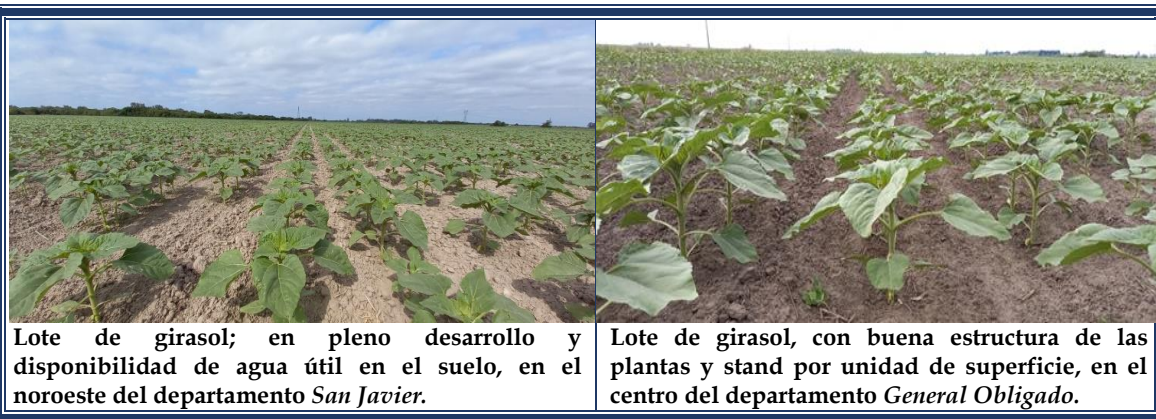 Lote de girasol; en pleno desarrollo y
disponibilidad de agua útil en el suelo, en el
noroeste del departamento San Javier.
Lote de girasol, con buena estructura de las
plantas y stand por unidad de superficie, en el
centro del departamento General Obligado.